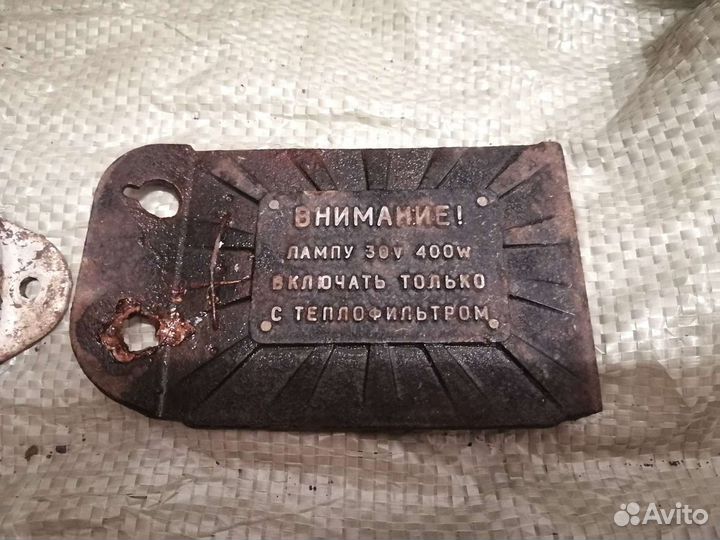 ВНИМАНИЕ!
ЛАМПУ 30V 400W
ВКЛЮЧАТЬ ТОЛЬКО
С ТЕПЛОФИЛЬТРОМ
Avito